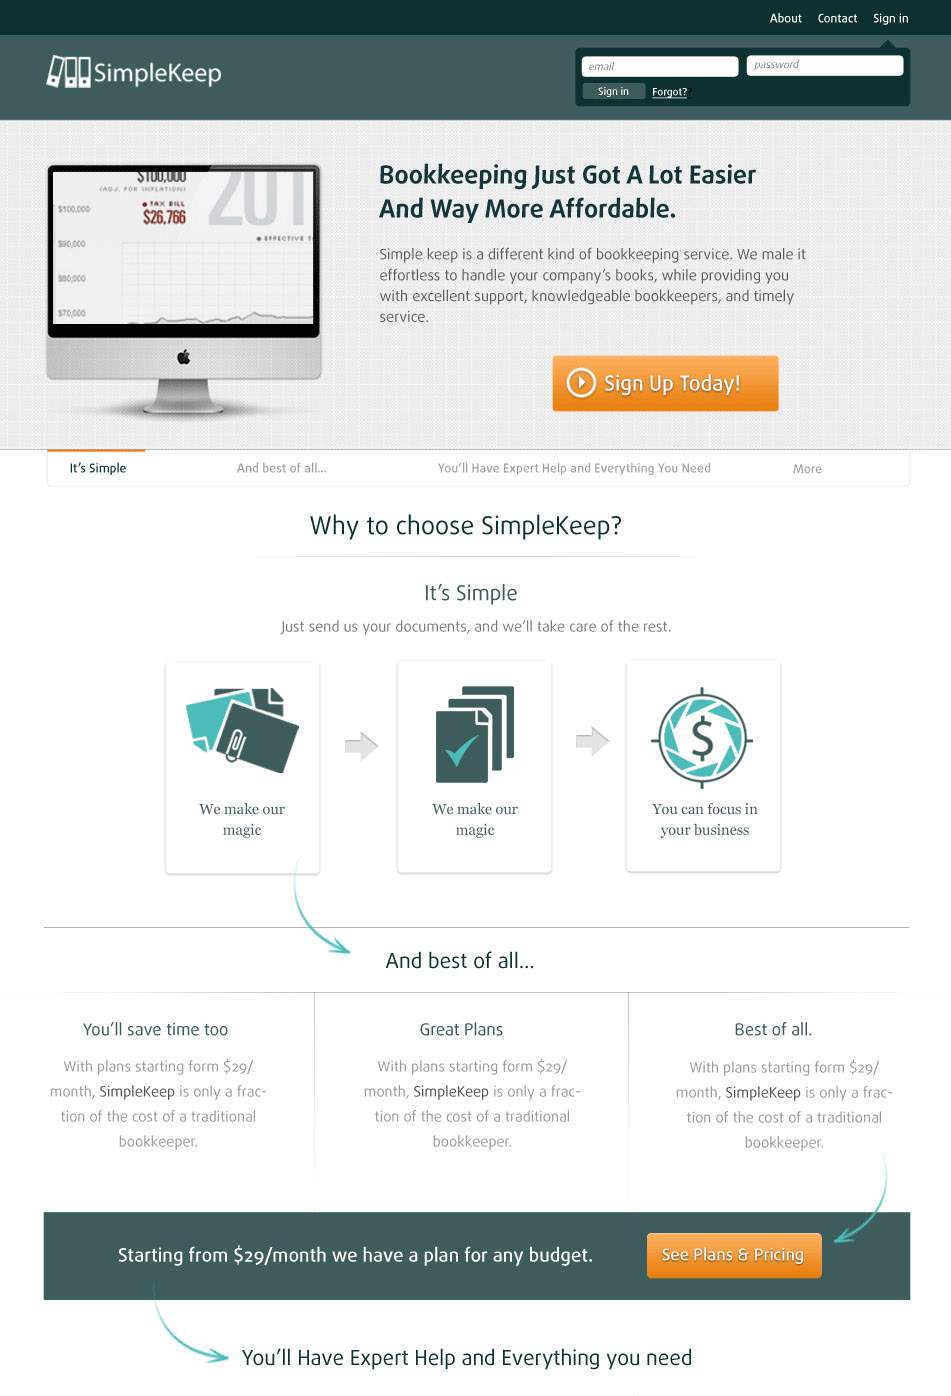 About Contact Sign in
SimpleKeep
email password
Sign in Forgot?
$100,000
(ADJ. FOR INFLATION)
201
TAX BILL
$26,766
$100,000
EFFECTIVE T
$90,000
$80,000
$70,000
Bookkeeping Just Got A Lot Easier
And Way More Affordable.
Simple keep is a different kind of bookkeeping service. We male it
effortless to handle your company’s books, while providing you
with excellent support, knowledgeable bookkeepers, and timely
service.
Sign Up Today!
It’s Simple And best of all... You’ll Have Expert Help and Everything You Need More
Why to choose SimpleKeep?
It’s Simple
Just send us your documents, and we’ll take care of the rest.
We make our
magic
We make our
magic
$
You can focus in
your business
And best of all...
You’ll save time too
With plans starting form $29/
month, SimpleKeep is only a frac-
tion of the cost of a traditional
bookkeeper.
Great Plans
With plans starting form $29/
month, SimpleKeep is only a frac-
tion of the cost of a traditional
bookkeeper.
Best of all.
With plans starting form $29/
month, SimpleKeep is only a frac-
tion of the cost of a traditional
bookkeeper.
Starting from $29/month we have a plan for any budget.
See Plans & Pricing
You’ll Have Expert Help and Everything you need